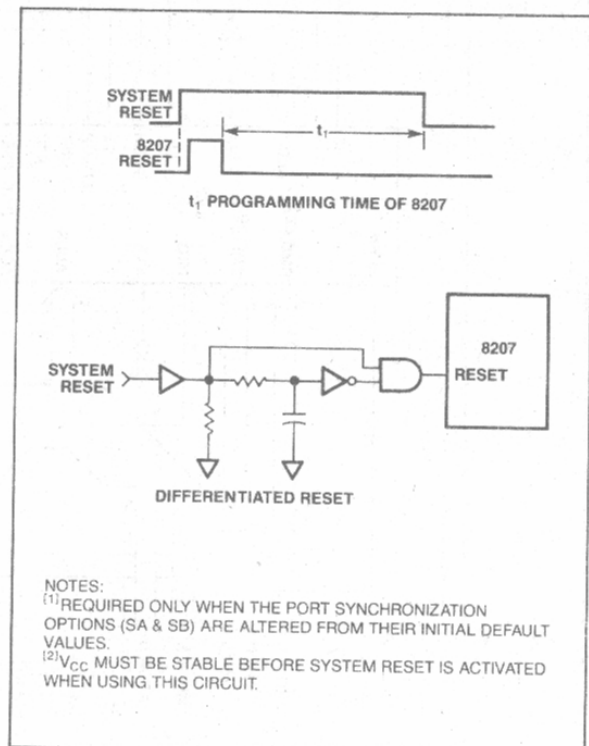 SYSTEM
RESET
t₁
8207
RESET
t₁ PROGRAMMING TIME OF 8207
8207
SYSTEM
RESET
RESET
DIFFERENTIATED RESET
NOTES:
[1]REQUIRED ONLY WHEN THE PORT SYNCHRONIZATION
OPTIONS (SA & SB) ARE ALTERED FROM THEIR INITIAL DEFAULT
VALUES.
[2]VCC MUST BE STABLE BEFORE SYSTEM RESET IS ACTIVATED
WHEN USING THIS CIRCUIT.